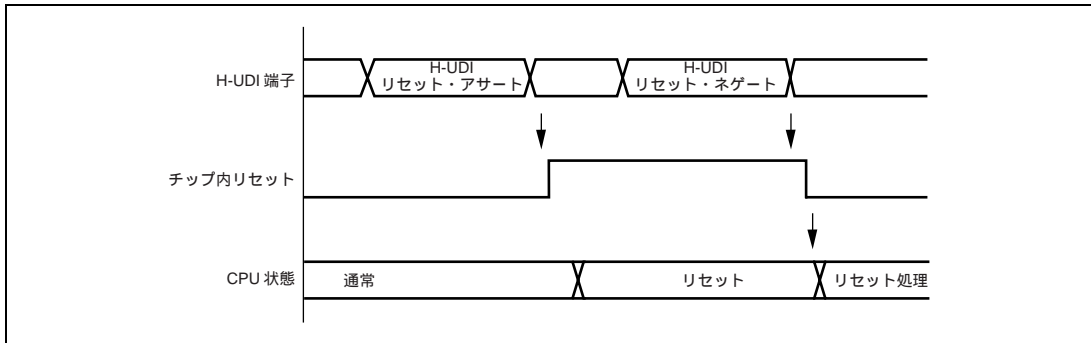 H-UDI 端子
H-UDI
リセット・アサート
H-UDI
リセット・ネゲート
チップ内リセット
CPU 状態
通常
リセット
リセット処理